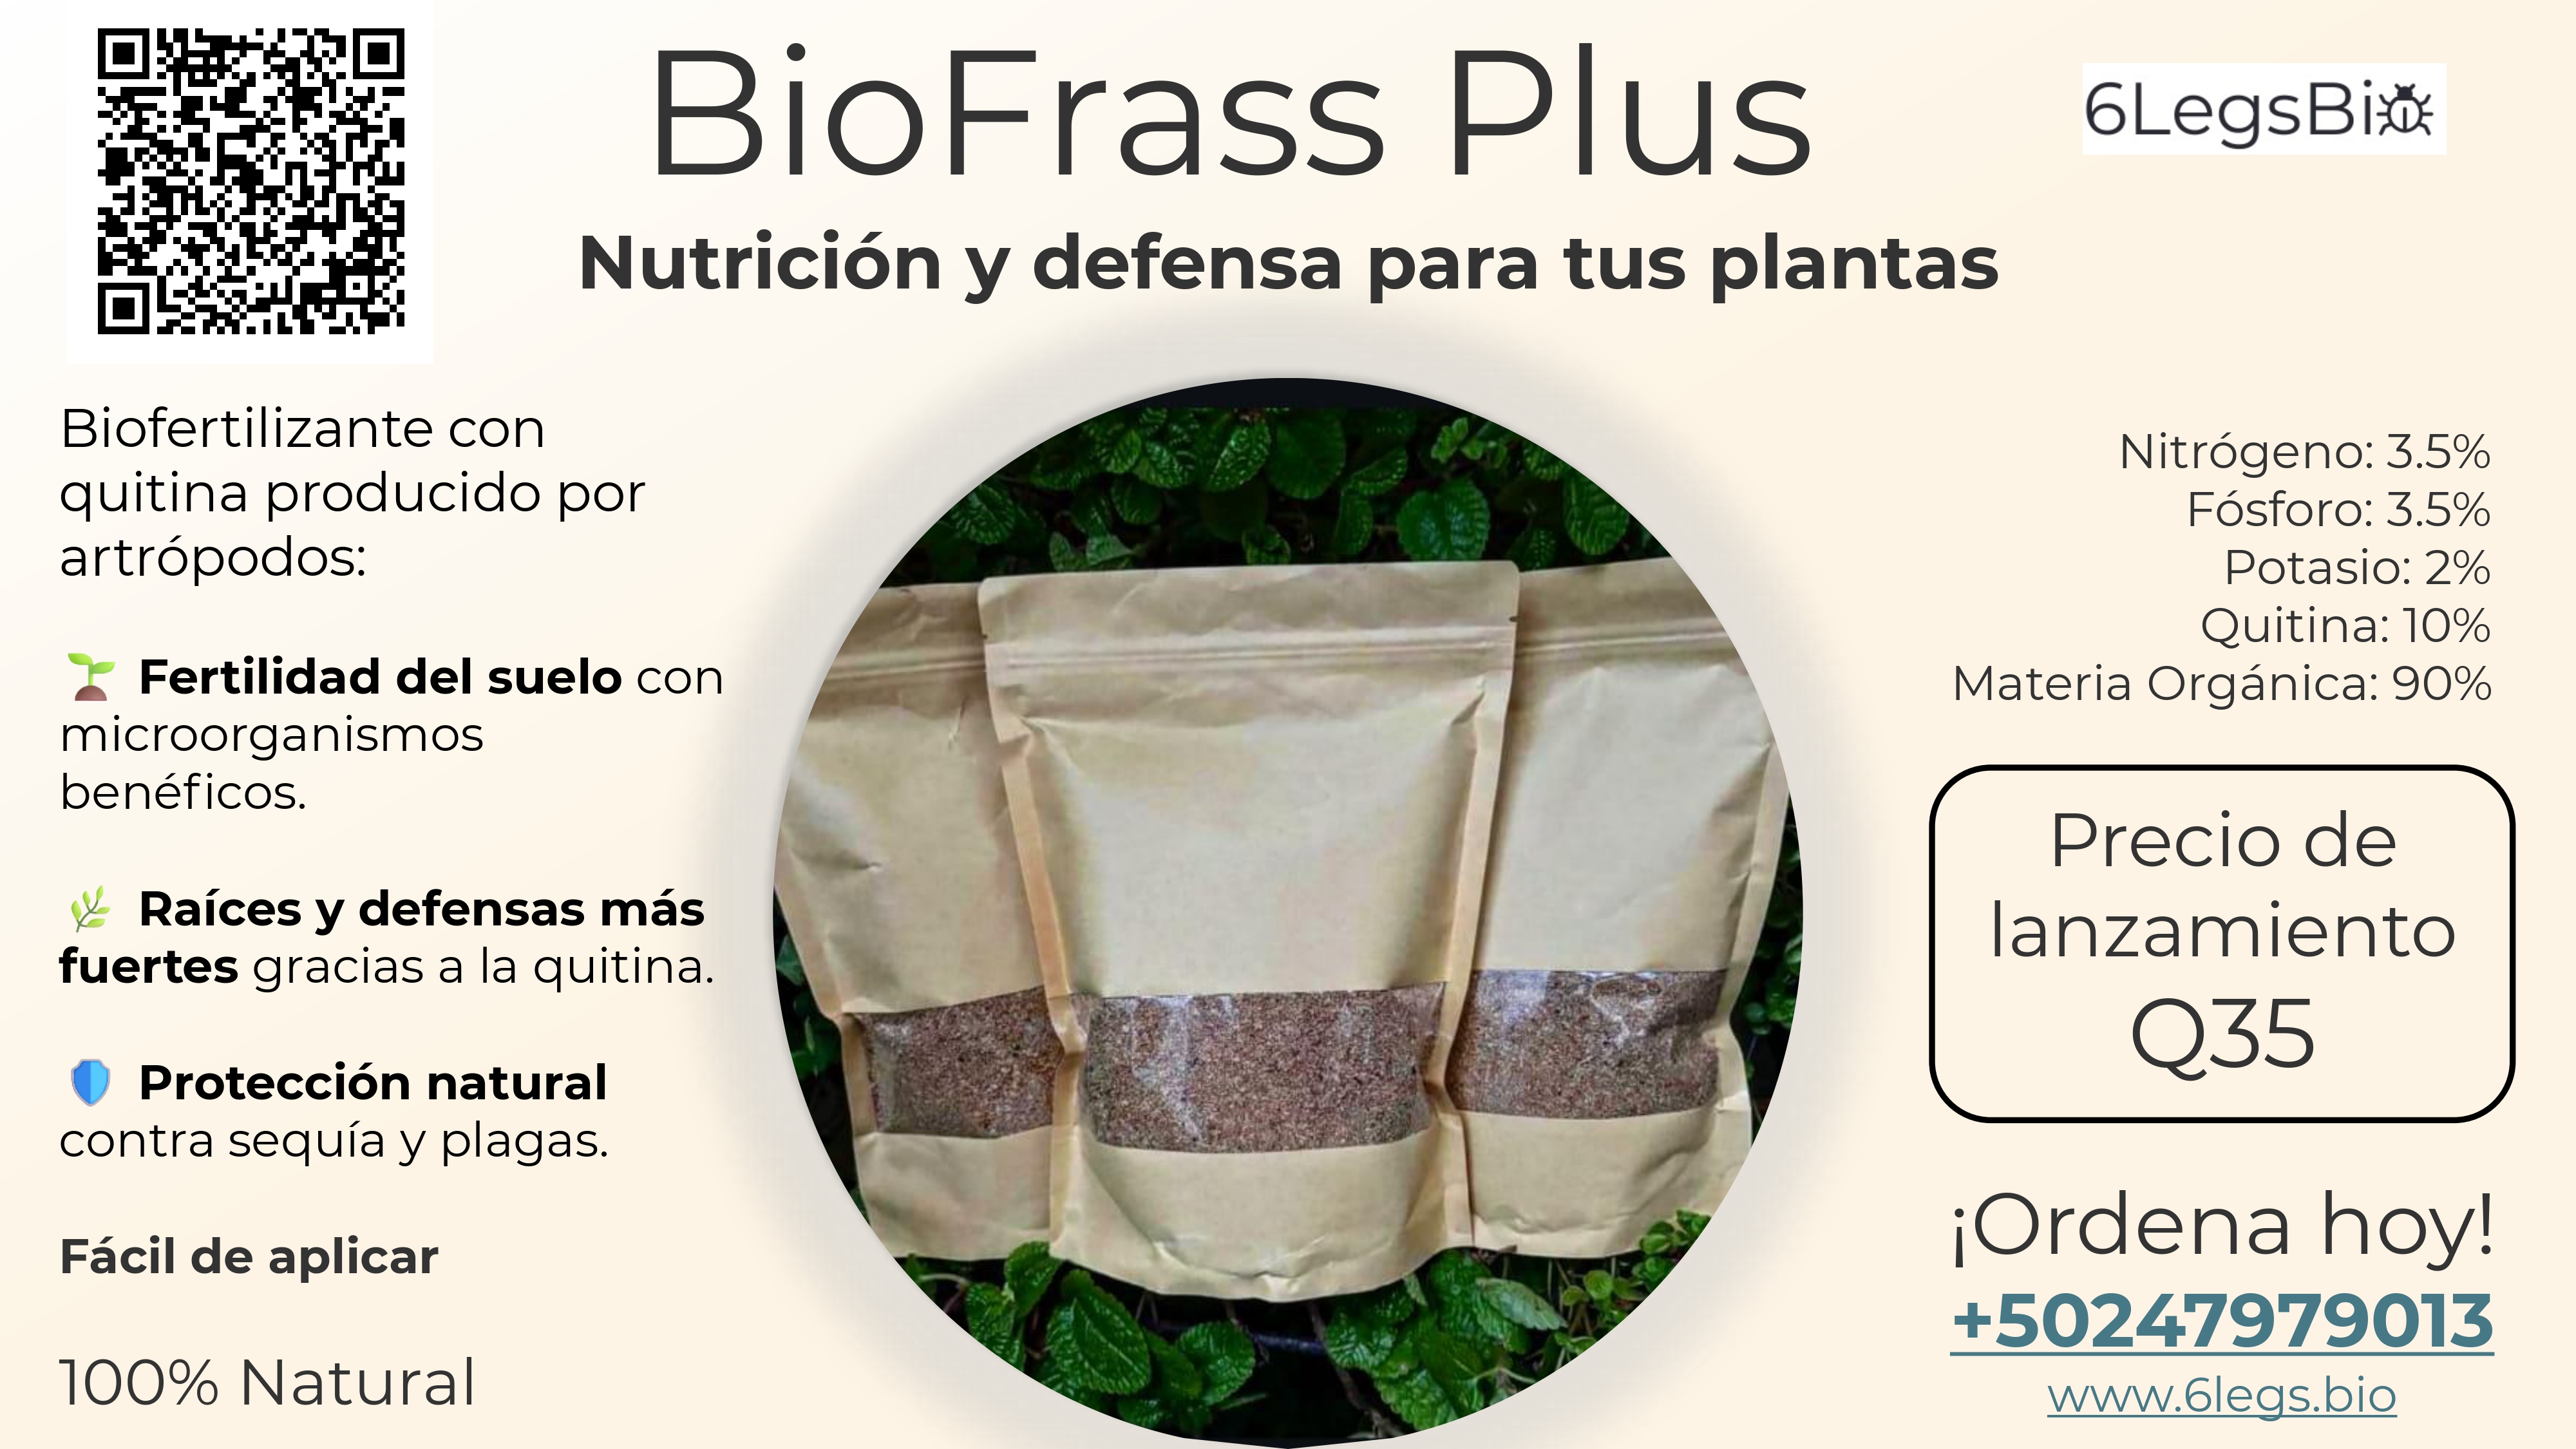 BioFrass Plus
6LegsBio
Nutrición y defensa para tus plantas
Biofertilizante con
quitina producido por
artrópodos:
🌱 Fertilidad del suelo con
microorganismos
benéficos.
🌿 Raíces y defensas más
fuertes gracias a la quitina.
🛡️ Protección natural
contra sequía y plagas.
Fácil de aplicar
100% Natural
Nitrógeno: 3.5%
Fósforo: 3.5%
Potasio: 2%
Quitina: 10%
Materia Orgánica: 90%
Precio de
lanzamiento
Q35
¡Ordena hoy!
+50247979013
www.6legs.bio